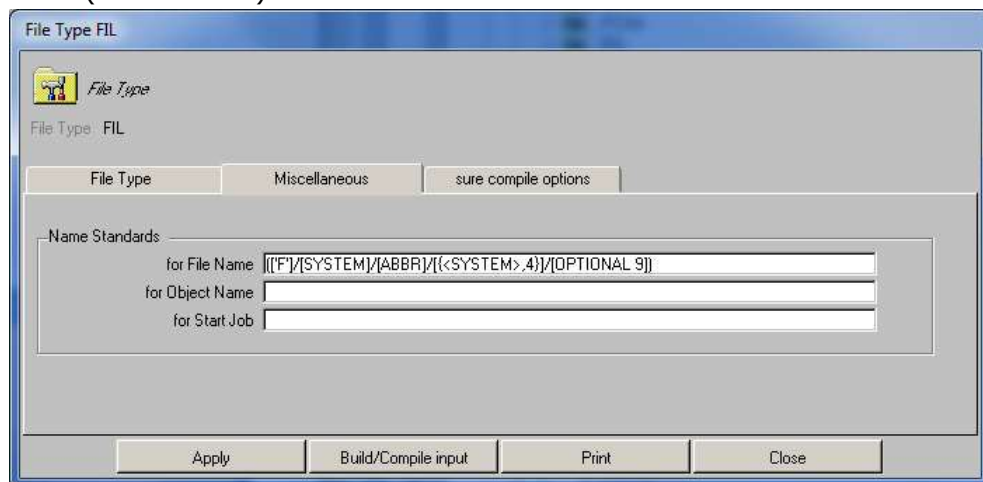 File Type FIL
File Type
File Type FIL
File Type Miscellaneous sure compile options
Name Standards
for File Name (['F']/[SYSTEM]/[ABBR]/[{<SYSTEM>,4}]/[OPTIONAL 9])
for Object Name
for Start Job
Apply Build/Compile input Print Close